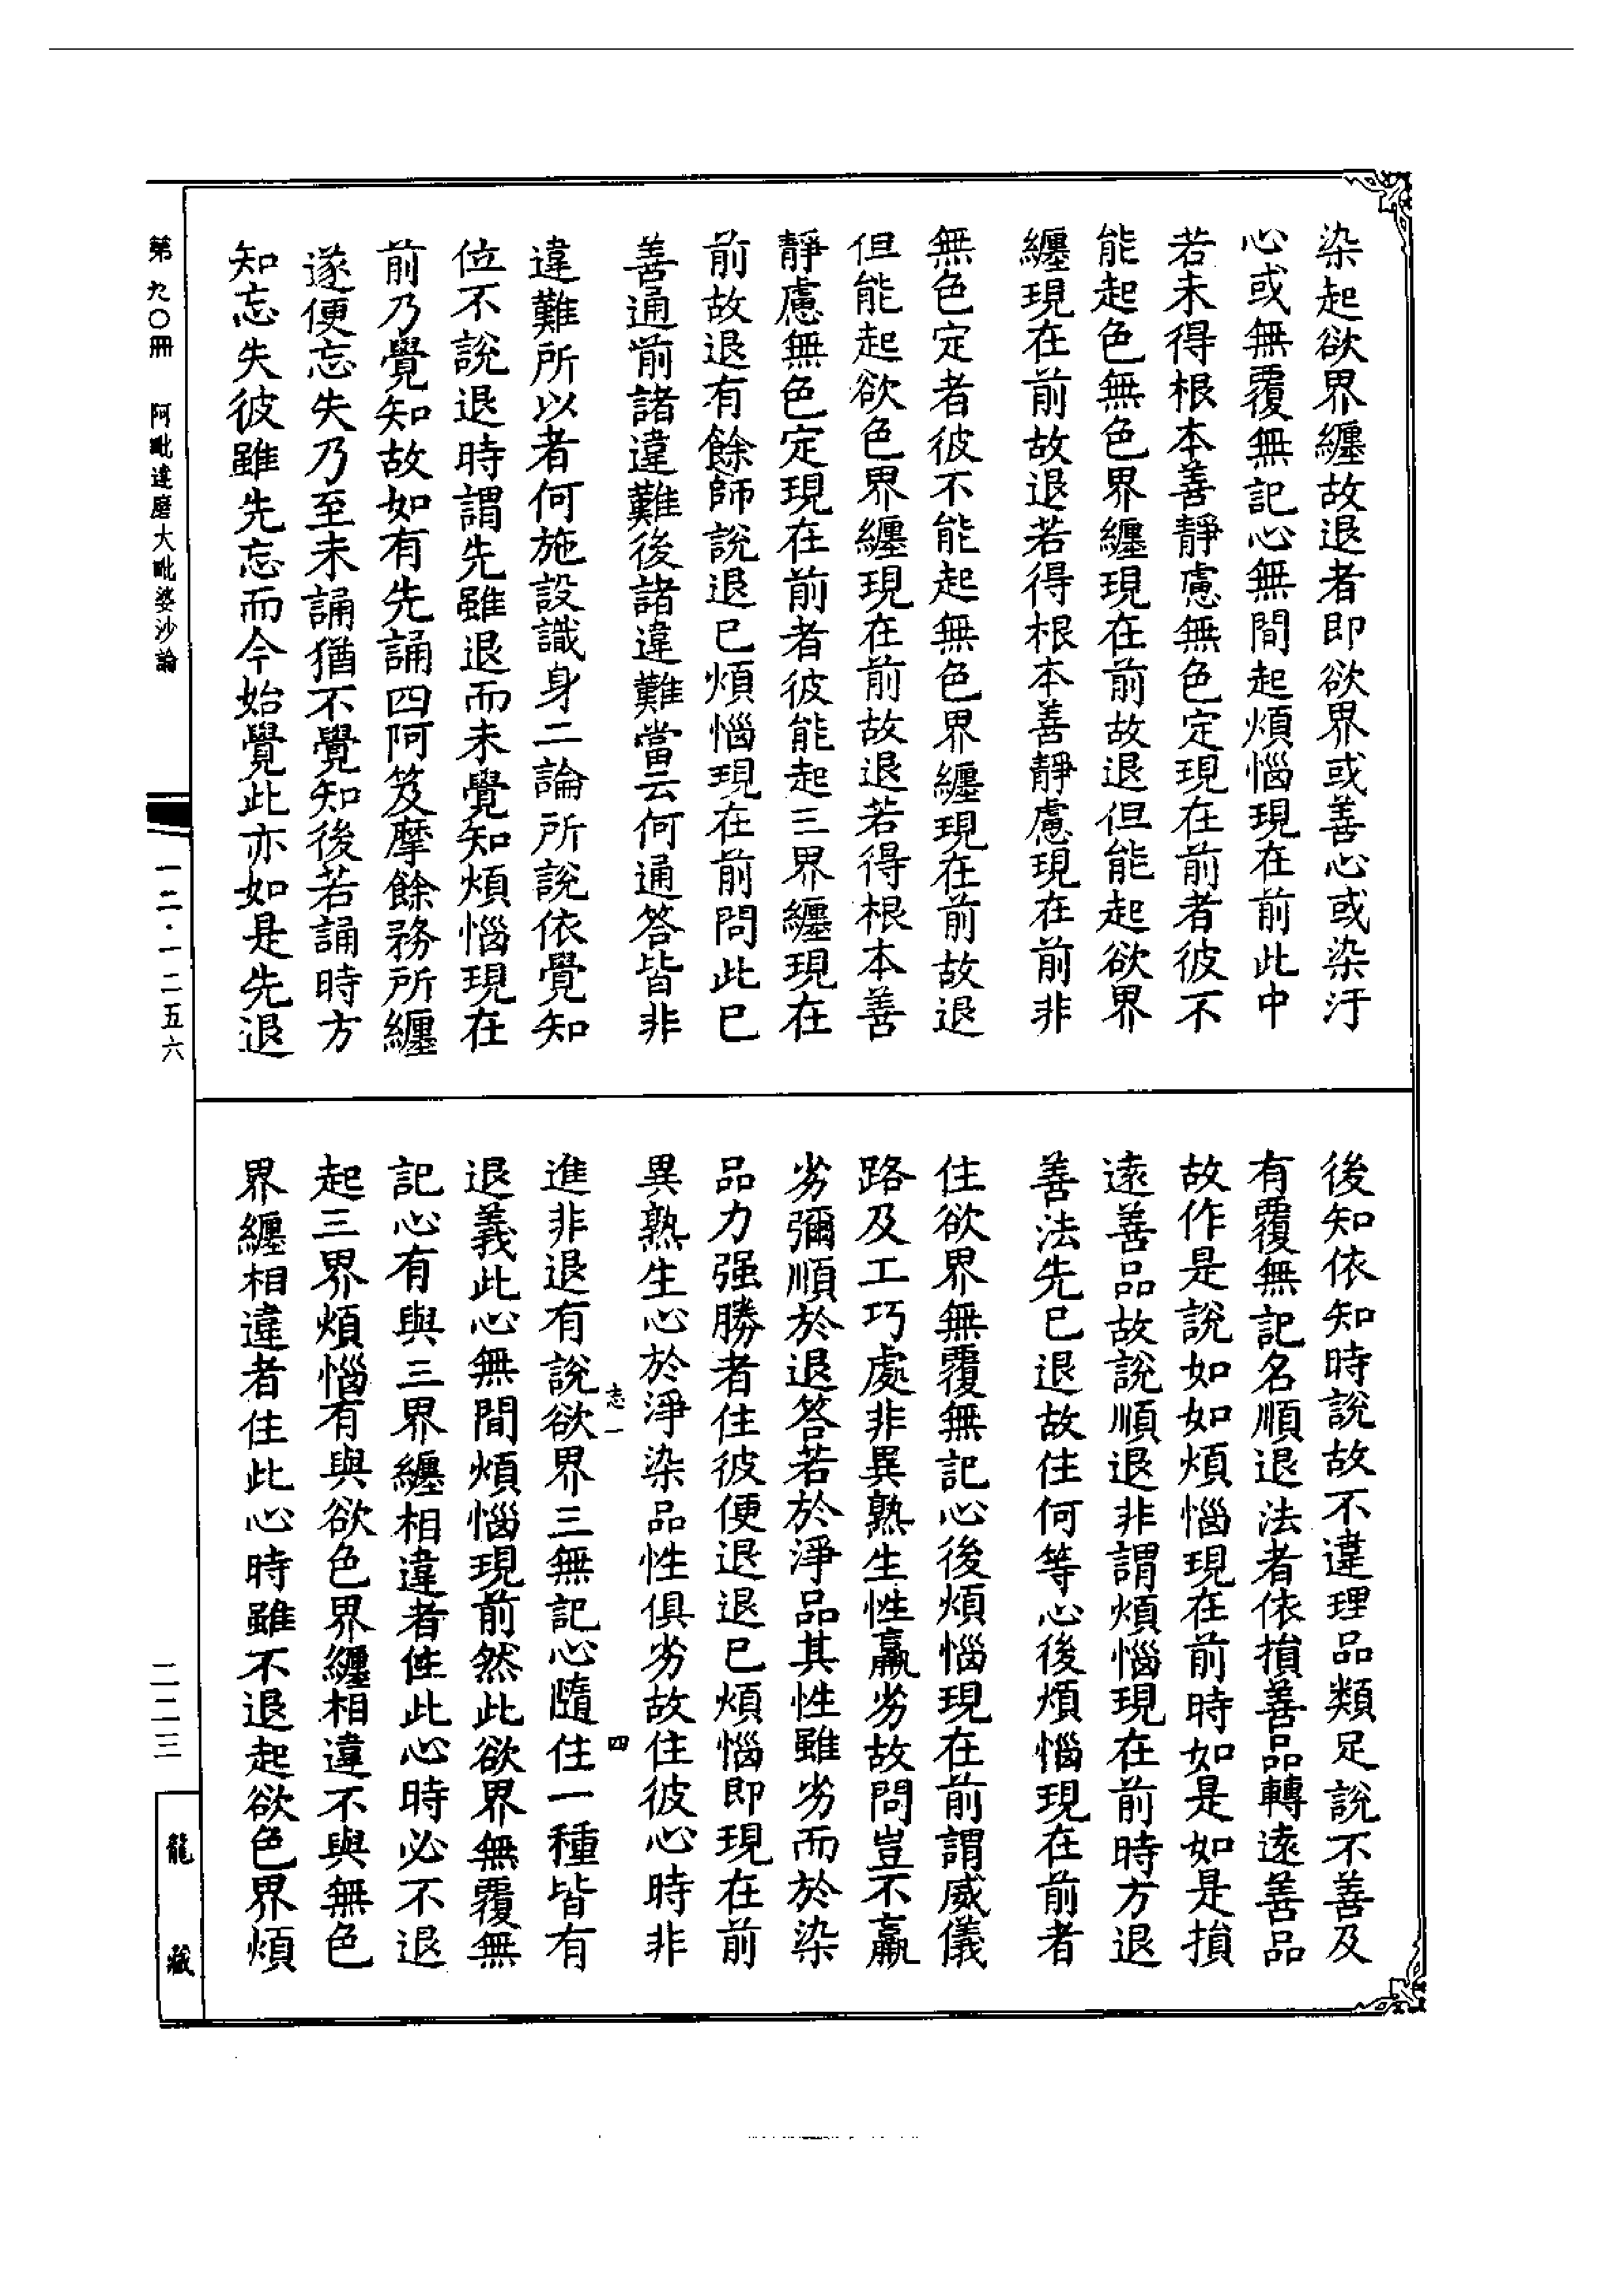 染起欲界纏故退者即欲界或善心或染汙
心或無覆無記心無間起煩惱現在前此中
若未得根本善靜慮無色定現在前者彼不
能起色無色界纏現在前故退但能起欲界
纏現在前故退若得根本善靜慮現在前非
無色定者彼不能起無色界纏現在前故退
但能起欲色界纏現在前故退若得根本善
靜慮無色定現在前者彼能起三界纏現在
前故退有餘師說退已煩惱現在前問此已
善通前諸違難後諸違難當云何通答皆非
違難所以者何施設識身二論所說依覺知
位不說退時謂先雖退而未覺知煩惱現在
前乃覺知故如有先誦四阿笈摩餘務所纏
遂便忘失乃至未誦猶不覺知後若誦時方
知忘失彼雖先忘而今始覺此亦如是先退
後知依知時說故不違理品類足說不善及
有覆無記名順退法者依損善品轉遠善品
故作是說如如煩惱現在前時如是如是損
遠善品故說順退非謂煩惱現在前時方退
善法先已退故住何等心後煩惱現在前者
住欲界無覆無記心後煩惱現在前謂威儀
路及工巧處非異熟生性羸劣故問豈不羸
劣彌順於退答若於淨品其性雖劣而於染
品力强勝者住彼便退退已煩惱即現在前
異熟生心於淨染品性俱劣故住彼心時非
志一 四
進非退有說欲界三無記心隨住一種皆有
退義此心無間煩惱現前然此欲界無覆無
記心有與三界纏相違者住此心時必不退
起三界煩惱有與欲色界纏相違不與無色
界纏相違者住此心時雖不退起欲色界煩
第九〇冊 阿毗達磨大毗婆沙論
一二·一二五六
二二三
龍藏